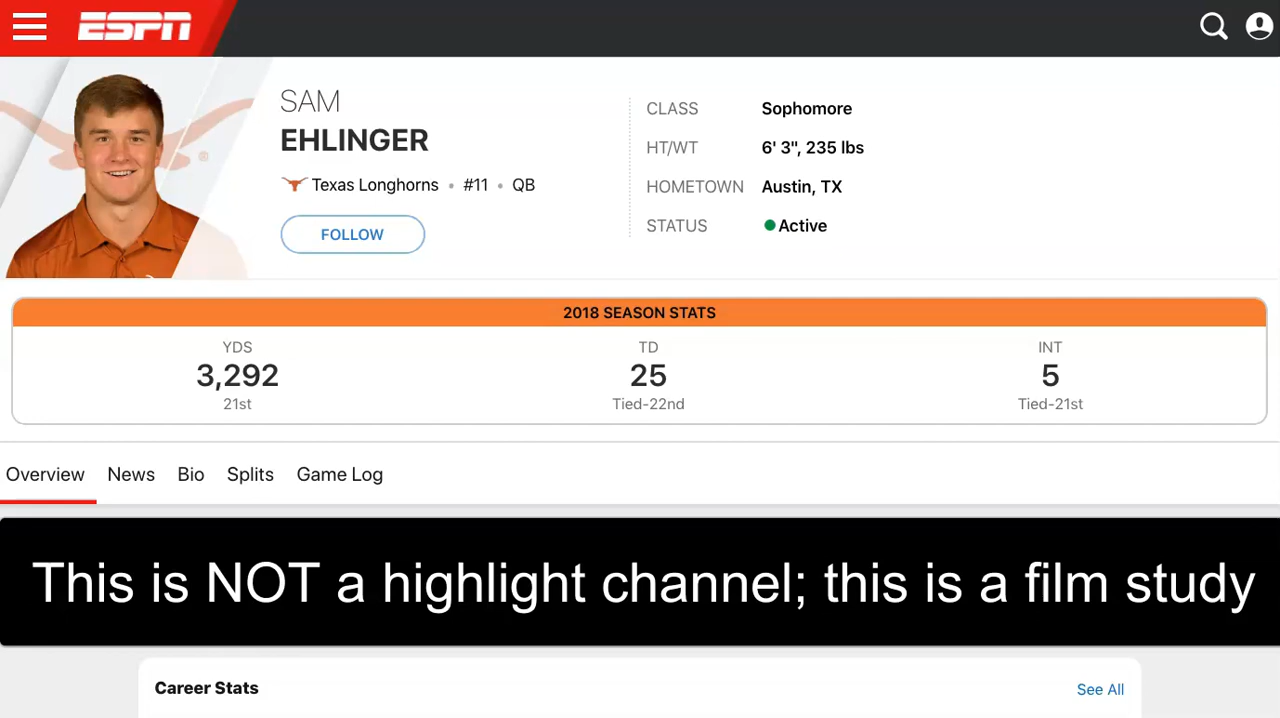 ESPN
SAM
EHLINGER
Texas Longhorns • #11 • QB
FOLLOW
CLASS Sophomore
HT/WT 6' 3", 235 lbs
HOMETOWN Austin, TX
STATUS Active
®
2018 SEASON STATS
YDS TD INT
3,292 25 5
21st Tied-22nd Tied-21st
Overview News Bio Splits Game Log
This is NOT a highlight channel; this is a film study
Career Stats See All